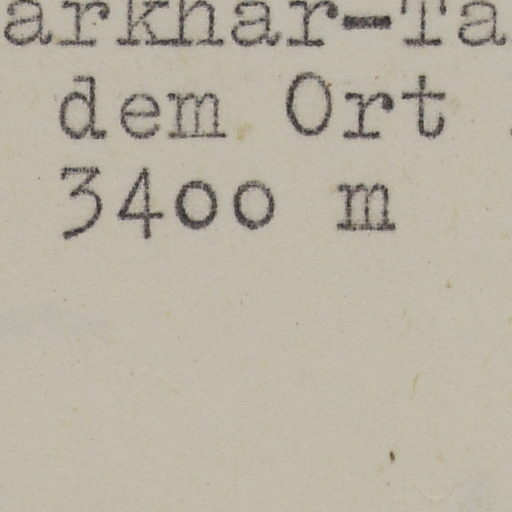 arkhar-Ta
dem Ort
3400 m